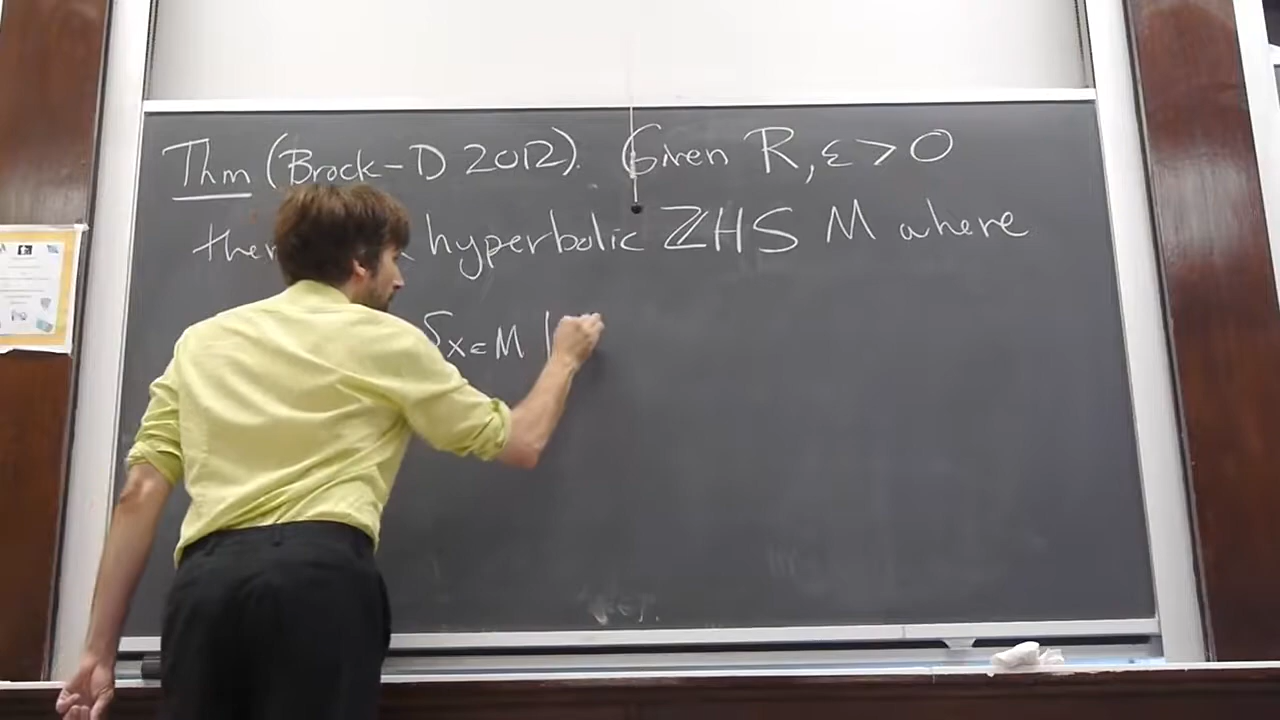 Thm (Brock-D 2012). Given R, ε > 0
hyperbolic ZHS M where
{x ∈ M |